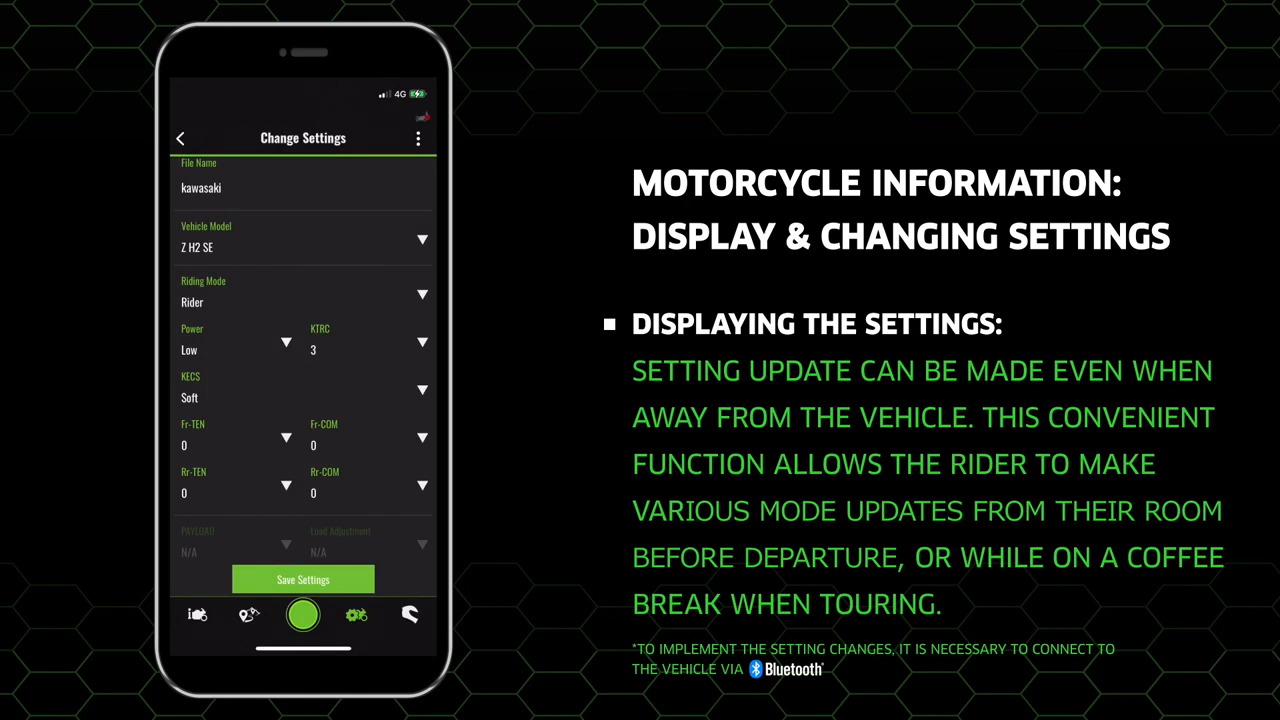 4G
Change Settings
File Name
kawasaki
Vehicle Model
Z H2 SE
Riding Mode
Rider
Power KTRC
Low 3
KECS
Soft
Fr-TEN Fr-COM
0 0
Rr-TEN Rr-COM
0 0
PAYLOAD Load Adjustment
N/A N/A
Save Settings
MOTORCYCLE INFORMATION:
DISPLAY & CHANGING SETTINGS
DISPLAYING THE SETTINGS:
SETTING UPDATE CAN BE MADE EVEN WHEN
AWAY FROM THE VEHICLE. THIS CONVENIENT
FUNCTION ALLOWS THE RIDER TO MAKE
VARIOUS MODE UPDATES FROM THEIR ROOM
BEFORE DEPARTURE, OR WHILE ON A COFFEE
BREAK WHEN TOURING.
*TO IMPLEMENT THE SETTING CHANGES, IT IS NECESSARY TO CONNECT TO
THE VEHICLE VIA Bluetooth